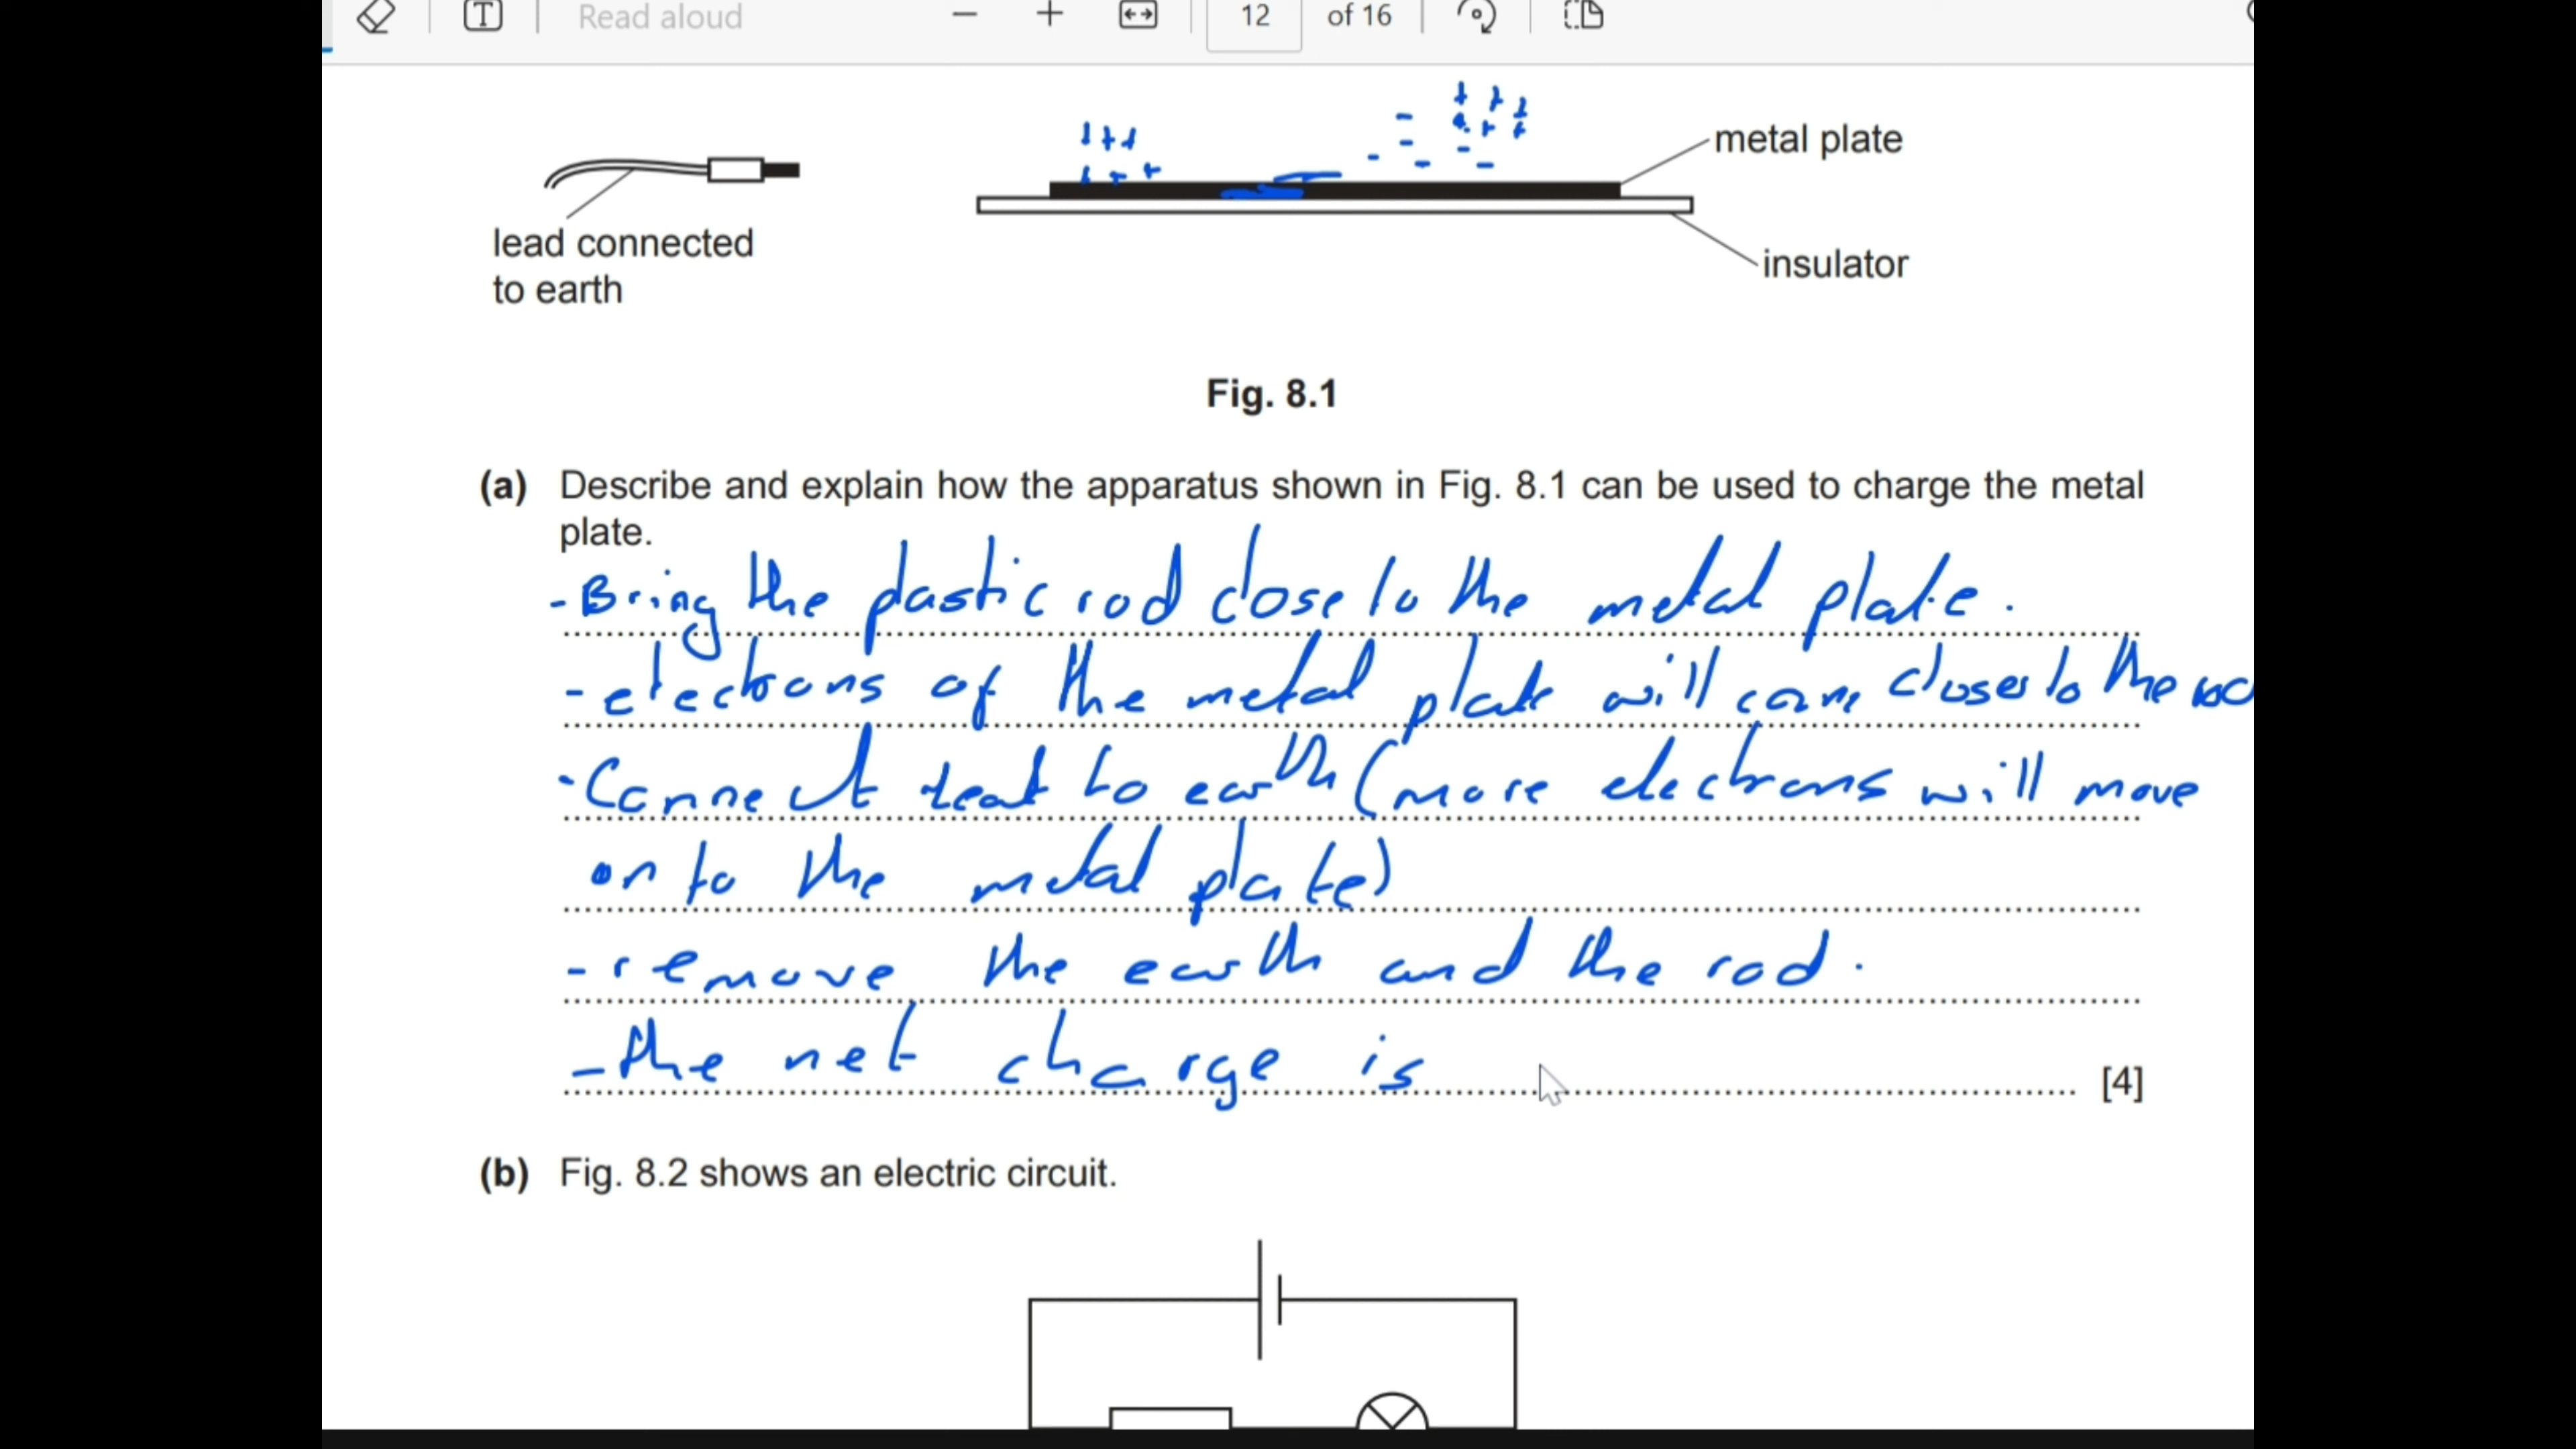 Read aloud
12 of 16
metal plate
lead connected
to earth
insulator
Fig. 8.1
(a) Describe and explain how the apparatus shown in Fig. 8.1 can be used to charge the metal
plate.
- Bring the plastic rod close to the metal plate.
- electrons of the metal plate will come closer to the rod
- Connect to earth (more electrons will move
on to the metal plate)
- remove the earth and the rod.
- the net charge is
[4]
(b) Fig. 8.2 shows an electric circuit.